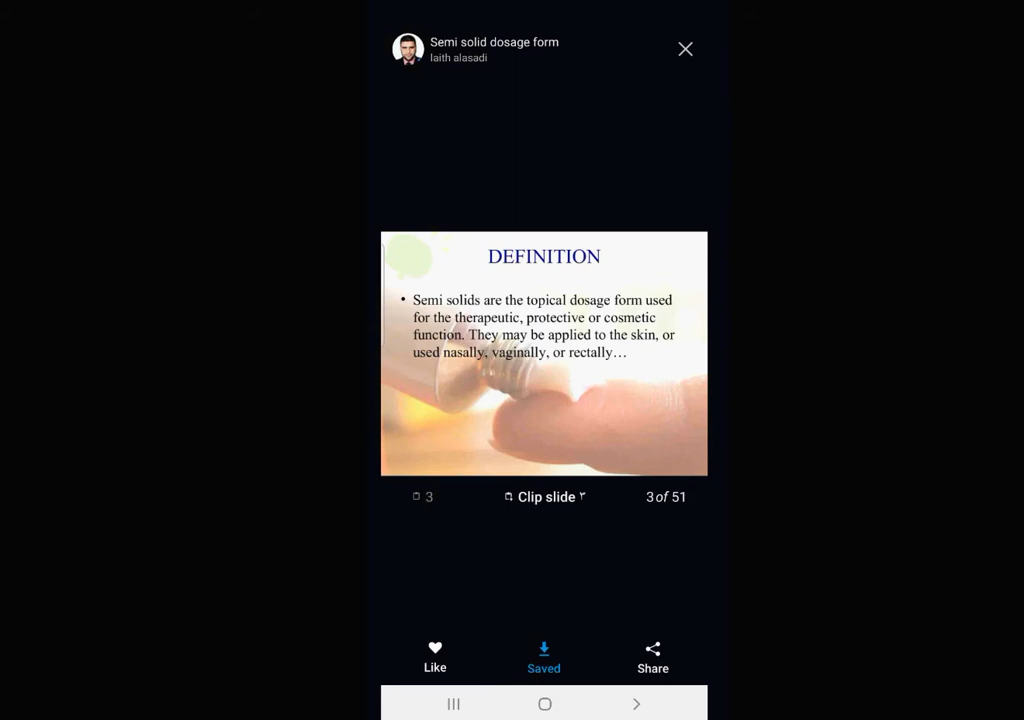 Semi solid dosage form
laith alasadi
DEFINITION
• Semi solids are the topical dosage form used
for the therapeutic, protective or cosmetic
function. They may be applied to the skin, or
used nasally, vaginally, or rectally…
3
Clip slide ٣
3 of 51
Like
Saved
Share